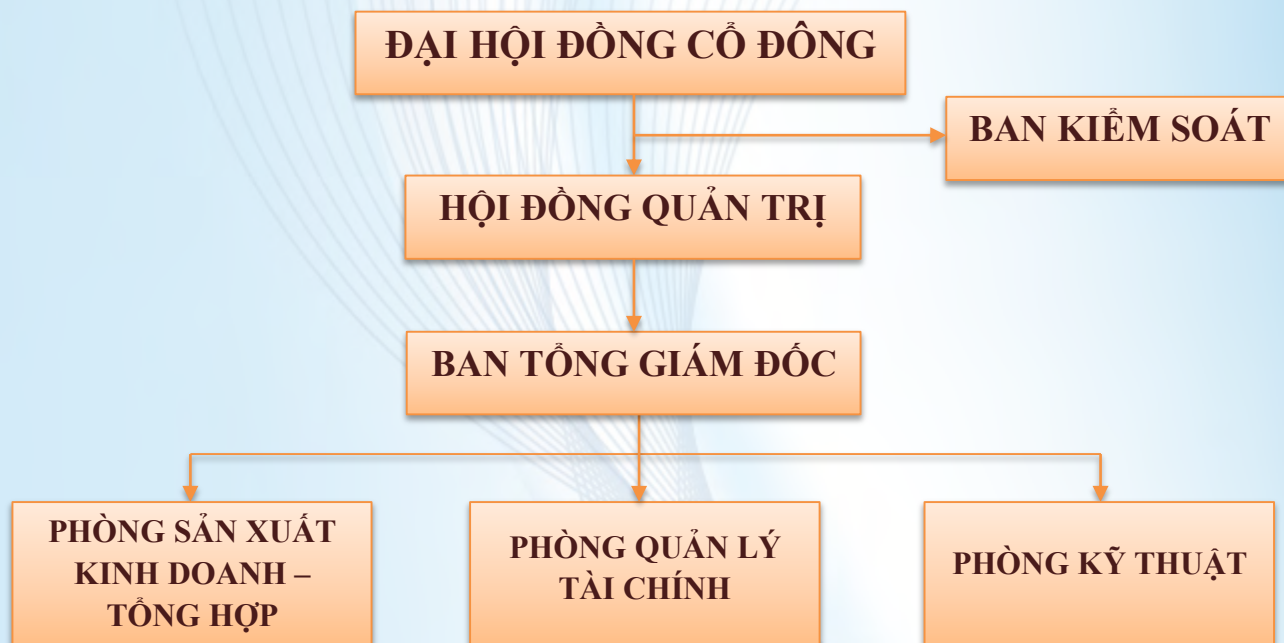 ĐẠI HỘI ĐỒNG CỔ ĐÔNG
BAN KIỂM SOÁT
HỘI ĐỒNG QUẢN TRỊ
BAN TỔNG GIÁM ĐỐC
PHÒNG SẢN XUẤT
KINH DOANH –
TỔNG HỢP
PHÒNG QUẢN LÝ
TÀI CHÍNH
PHÒNG KỸ THUẬT